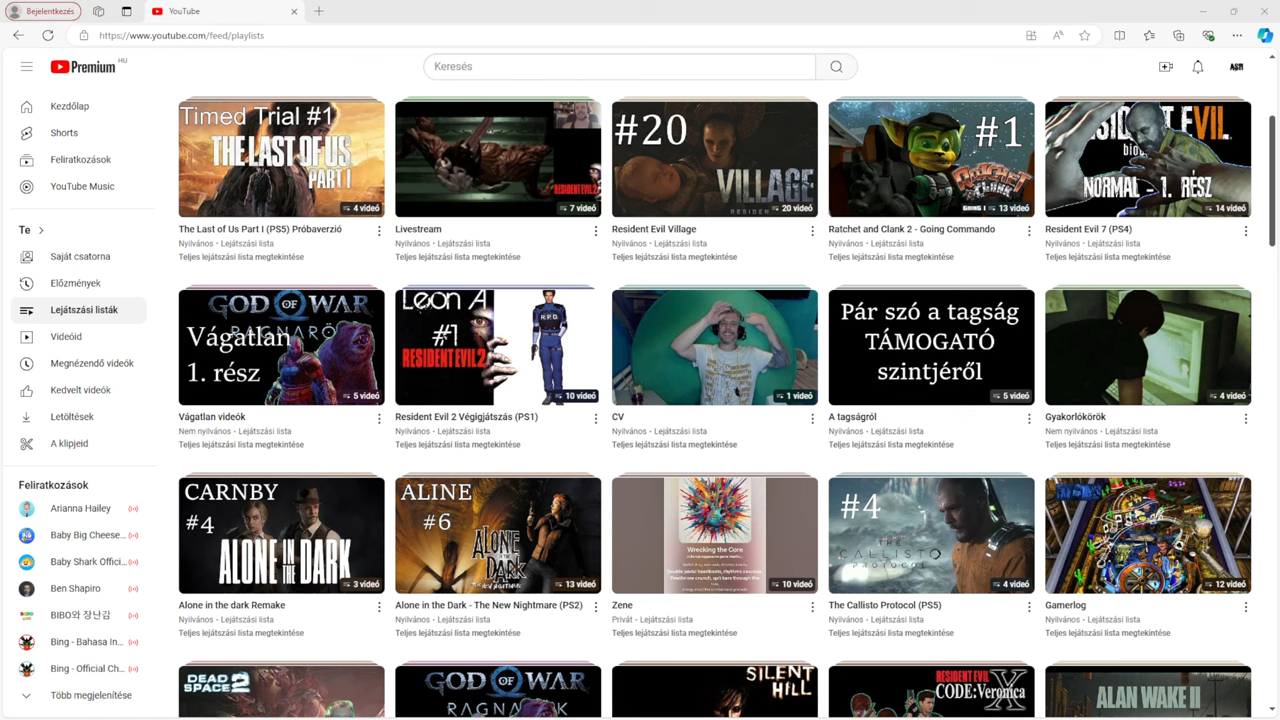 Bejelentkezés
YouTube
https://www.youtube.com/feed/playlists
Premium HU
Keresés
Kezdőlap
Shorts
Feliratkozások
YouTube Music
Te
Saját csatorna
Előzmények
Lejátszási listák
Videóid
Megnézendő videók
Kedvelt videók
Letöltések
A klipjeid
Feliratkozások
Arianna Hailey
Baby Big Cheese...
Baby Shark Offici...
Ben Shapiro
BIBO와 장난감
Bing - Bahasa In...
Bing - Official Ch...
Több megjelenítése
Timed Trial #1
THE LAST OF US
PART I
4 videó
The Last of Us Part I (PS5) Próbaverzió
Nyilvános • Lejátszási lista
Teljes lejátszási lista megtekintése
RESIDENT EVIL 2
7 videó
Livestream
Nyilvános • Lejátszási lista
Teljes lejátszási lista megtekintése
#20
VILLAGE
20 videó
Resident Evil Village
Nyilvános • Lejátszási lista
Teljes lejátszási lista megtekintése
#1
RATCHET CLANK
GOING
13 videó
Ratchet and Clank 2 - Going Commando
Nyilvános • Lejátszási lista
Teljes lejátszási lista megtekintése
NORMAL - 1. RÉSZ
14 videó
Resident Evil 7 (PS4)
Nyilvános • Lejátszási lista
Teljes lejátszási lista megtekintése
GOD OF WAR
RAGNARÖ
Vágatlan
1. rész
5 videó
Vágatlan videók
Nem nyilvános • Lejátszási lista
Teljes lejátszási lista megtekintése
Leon A
#1
RESIDENT EVIL 2
R.P.D.
10 videó
Resident Evil 2 Végigjátszás (PS1)
Nyilvános • Lejátszási lista
Teljes lejátszási lista megtekintése
1 videó
CV
Nyilvános • Lejátszási lista
Teljes lejátszási lista megtekintése
Pár szó a tagság
TÁMOGATÓ
szintjéről
5 videó
A tagságról
Nyilvános • Lejátszási lista
Teljes lejátszási lista megtekintése
4 videó
Gyakorlókörök
Nem nyilvános • Lejátszási lista
Teljes lejátszási lista megtekintése
CARNBY
#4
ALONE IN THE DARK
3 videó
Alone in the dark Remake
Nyilvános • Lejátszási lista
Teljes lejátszási lista megtekintése
ALINE
#6
ALONE IN THE DARK
13 videó
Alone in the Dark - The New Nightmare (PS2)
Nyilvános • Lejátszási lista
Teljes lejátszási lista megtekintése
Wrecking the Core
10 videó
Zene
Privát • Lejátszási lista
Teljes lejátszási lista megtekintése
#4
THE
CALLISTO
PROTOCOL
4 videó
The Callisto Protocol (PS5)
Nyilvános • Lejátszási lista
Teljes lejátszási lista megtekintése
12 videó
Gamerlog
Nyilvános • Lejátszási lista
Teljes lejátszási lista megtekintése
DEAD SPACE 2
GOD OF WAR
SILENT
HILL
RESIDENT EVIL
CODE:Veronica
X
ALAN WAKE II